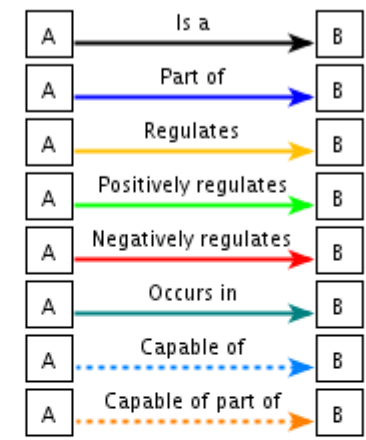 A Is a B
A Part of B
A Regulates B
A Positively regulates B
A Negatively regulates B
A Occurs in B
A Capable of B
A Capable of part of B